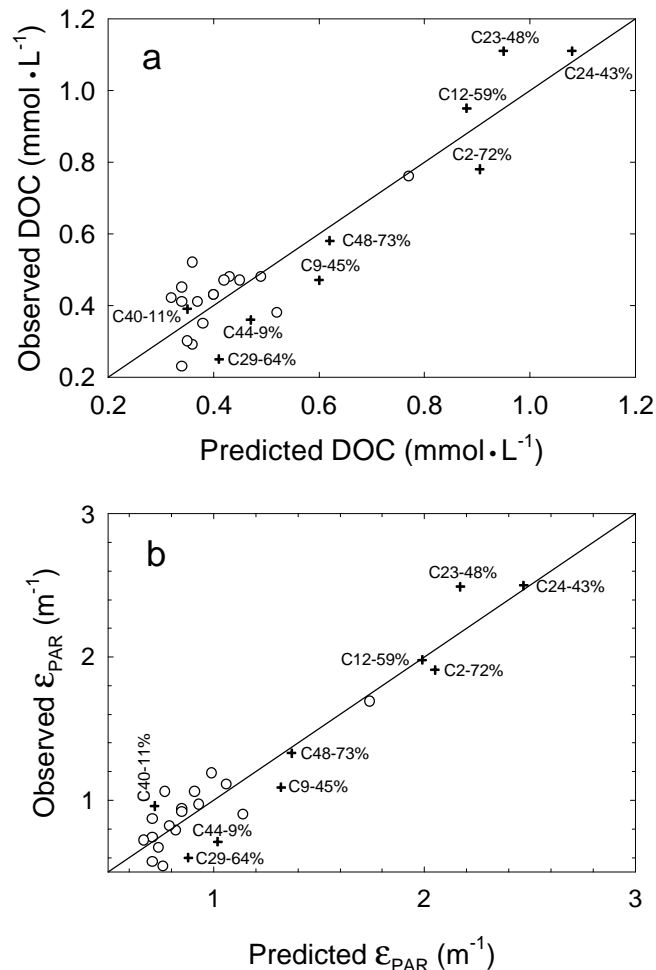 a
Observed DOC (mmol•L-1)
1.2
1.0
0.8
0.6
0.4
0.2
C23-48%
C24-43%
C12-59%
C2-72%
C48-73%
C9-45%
C40-11%
C44-9%
C29-64%
0.2 0.4 0.6 0.8 1.0 1.2
Predicted DOC (mmol•L-1)
b
Observed εPAR (m-1)
3
2
1
C23-48%
C24-43%
C12-59%
C2-72%
C48-73%
C9-45%
C40-11%
C44-9%
C29-64%
1 2 3
Predicted εPAR (m-1)